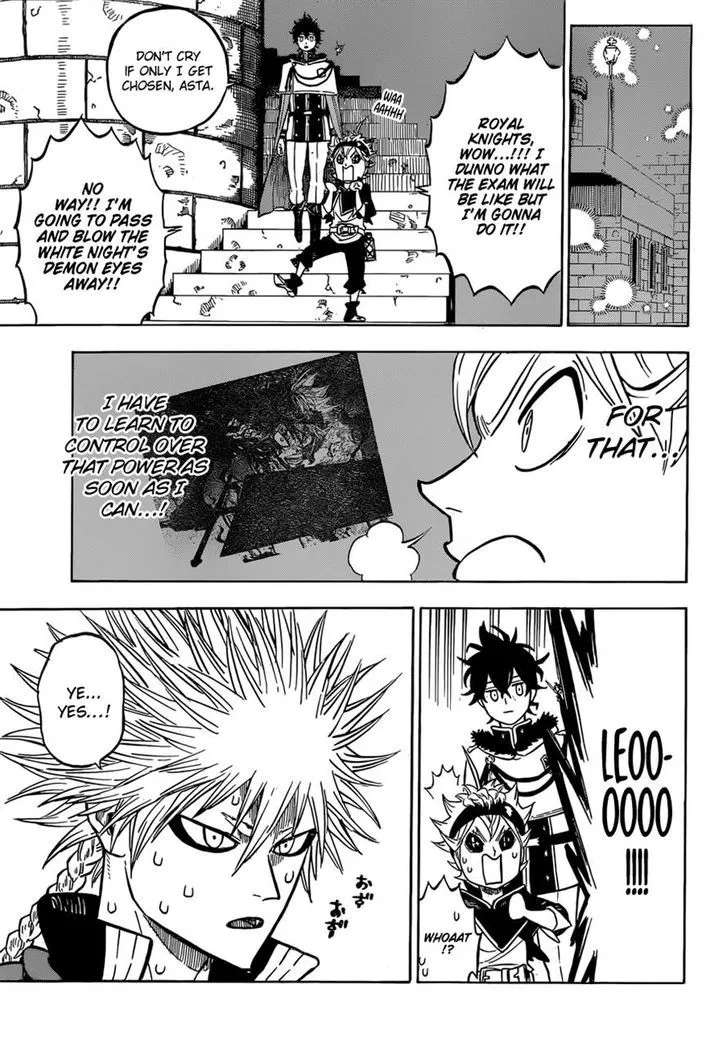 ROYAL
KNIGHTS,
WOW...!!! I
DUNNO WHAT
THE EXAM WILL
BE LIKE BUT
I'M GONNA
DO IT!!
WAA
AAHHH
DON'T CRY
IF ONLY I GET
CHOSEN, ASTA.
NO
WAY!! I'M
GOING TO PASS
AND BLOW THE
WHITE NIGHT'S
DEMON EYES
AWAY!!
FOR
THAT...
I HAVE
TO LEARN TO
CONTROL OVER
THAT POWER AS
SOON AS I
CAN...!
LEOO-
OOOO
!!!!
WHOAAT
!?
YE...
YES...!
おず
おず